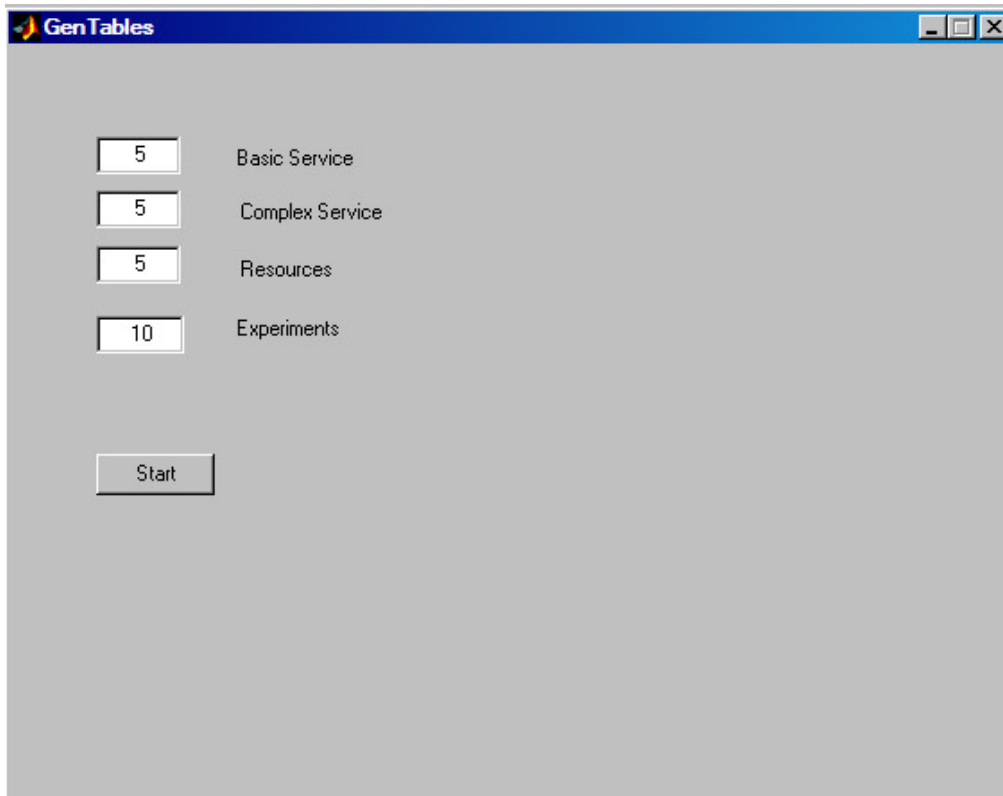 GenTables
5 Basic Service
5 Complex Service
5 Resources
10 Experiments
Start